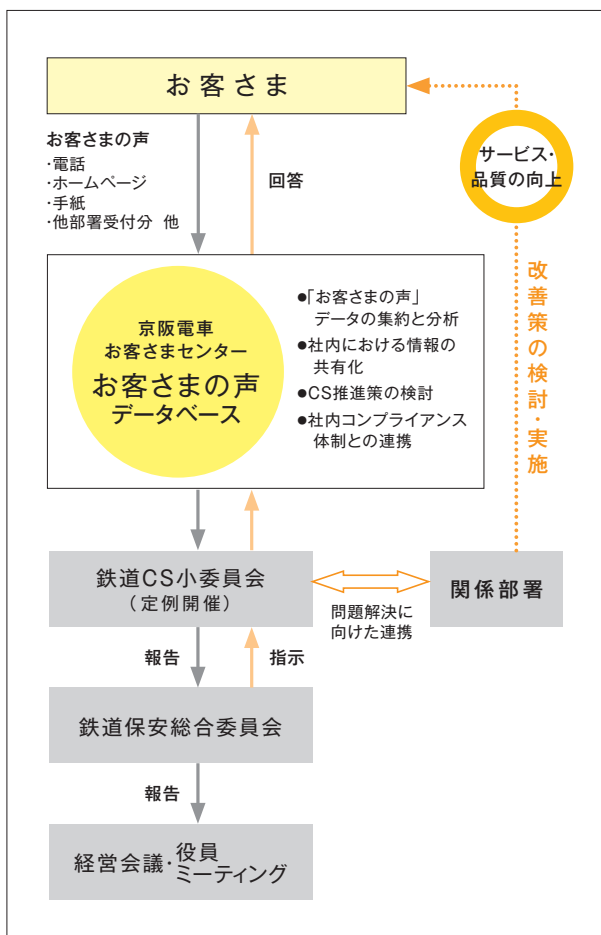 お客さま
お客さまの声
・電話
・ホームページ
・手紙
・他部署受付分 他
回答
サービス・
品質の向上
改善策の検討・実施
京阪電車
お客さまセンター
お客さまの声
データベース
●「お客さまの声」
データの集約と分析
●社内における情報の
共有化
●CS推進策の検討
●社内コンプライアンス
体制との連携
鉄道CS小委員会
（定例開催）
問題解決に
向けた連携
関係部署
報告
指示
鉄道保安総合委員会
報告
経営会議・役員
ミーティング